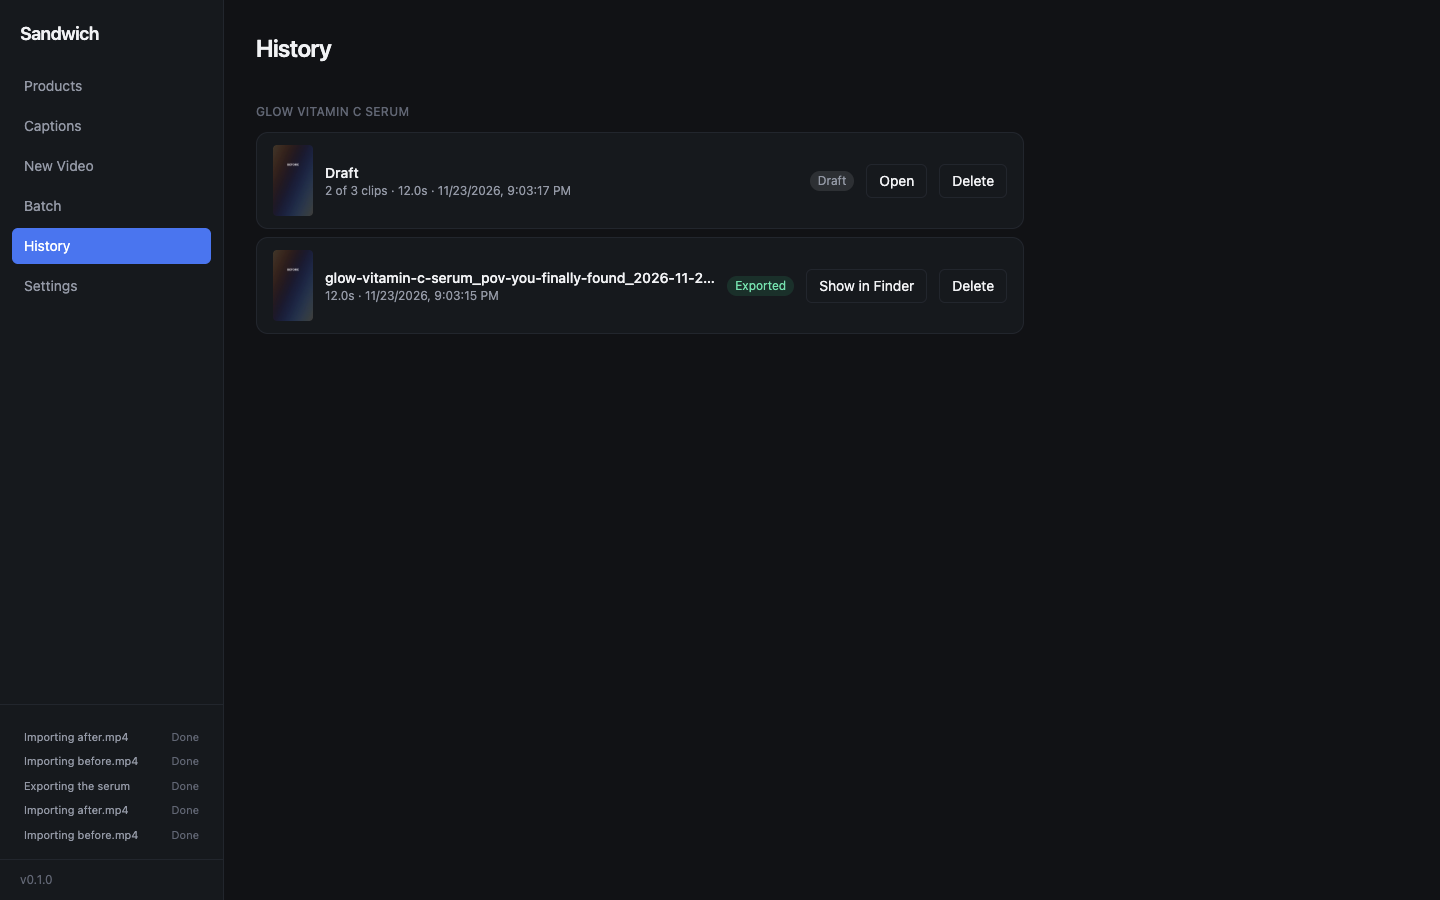 Sandwich
Products
Captions
New Video
Batch
History
Settings
Importing after.mp4 Done
Importing before.mp4 Done
Exporting the serum Done
Importing after.mp4 Done
Importing before.mp4 Done
v0.1.0
History
GLOW VITAMIN C SERUM
BEFORE
Draft
2 of 3 clips · 12.0s · 11/23/2026, 9:03:17 PM
Draft Open Delete
BEFORE
glow-vitamin-c-serum_pov-you-finally-found_2026-11-2...
12.0s · 11/23/2026, 9:03:15 PM
Exported Show in Finder Delete